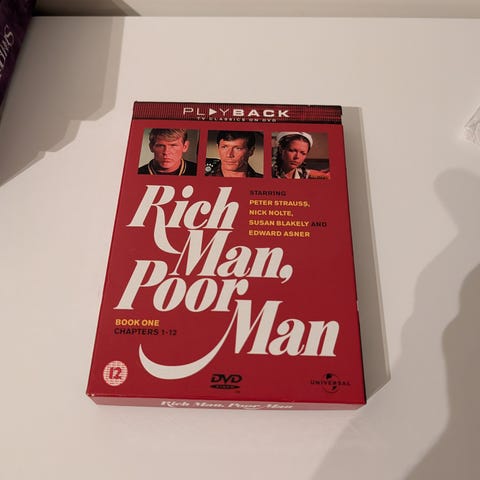 PLAYBACK
TV CLASSICS ON DVD
STARRING
PETER STRAUSS,
NICK NOLTE,
SUSAN BLAKELY AND
EDWARD ASNER
Rich
Man,
Poor
Man
BOOK ONE
CHAPTERS 1-12
12
DVD
VIDEO
UNIVERSAL
Rich Man, Poor Man